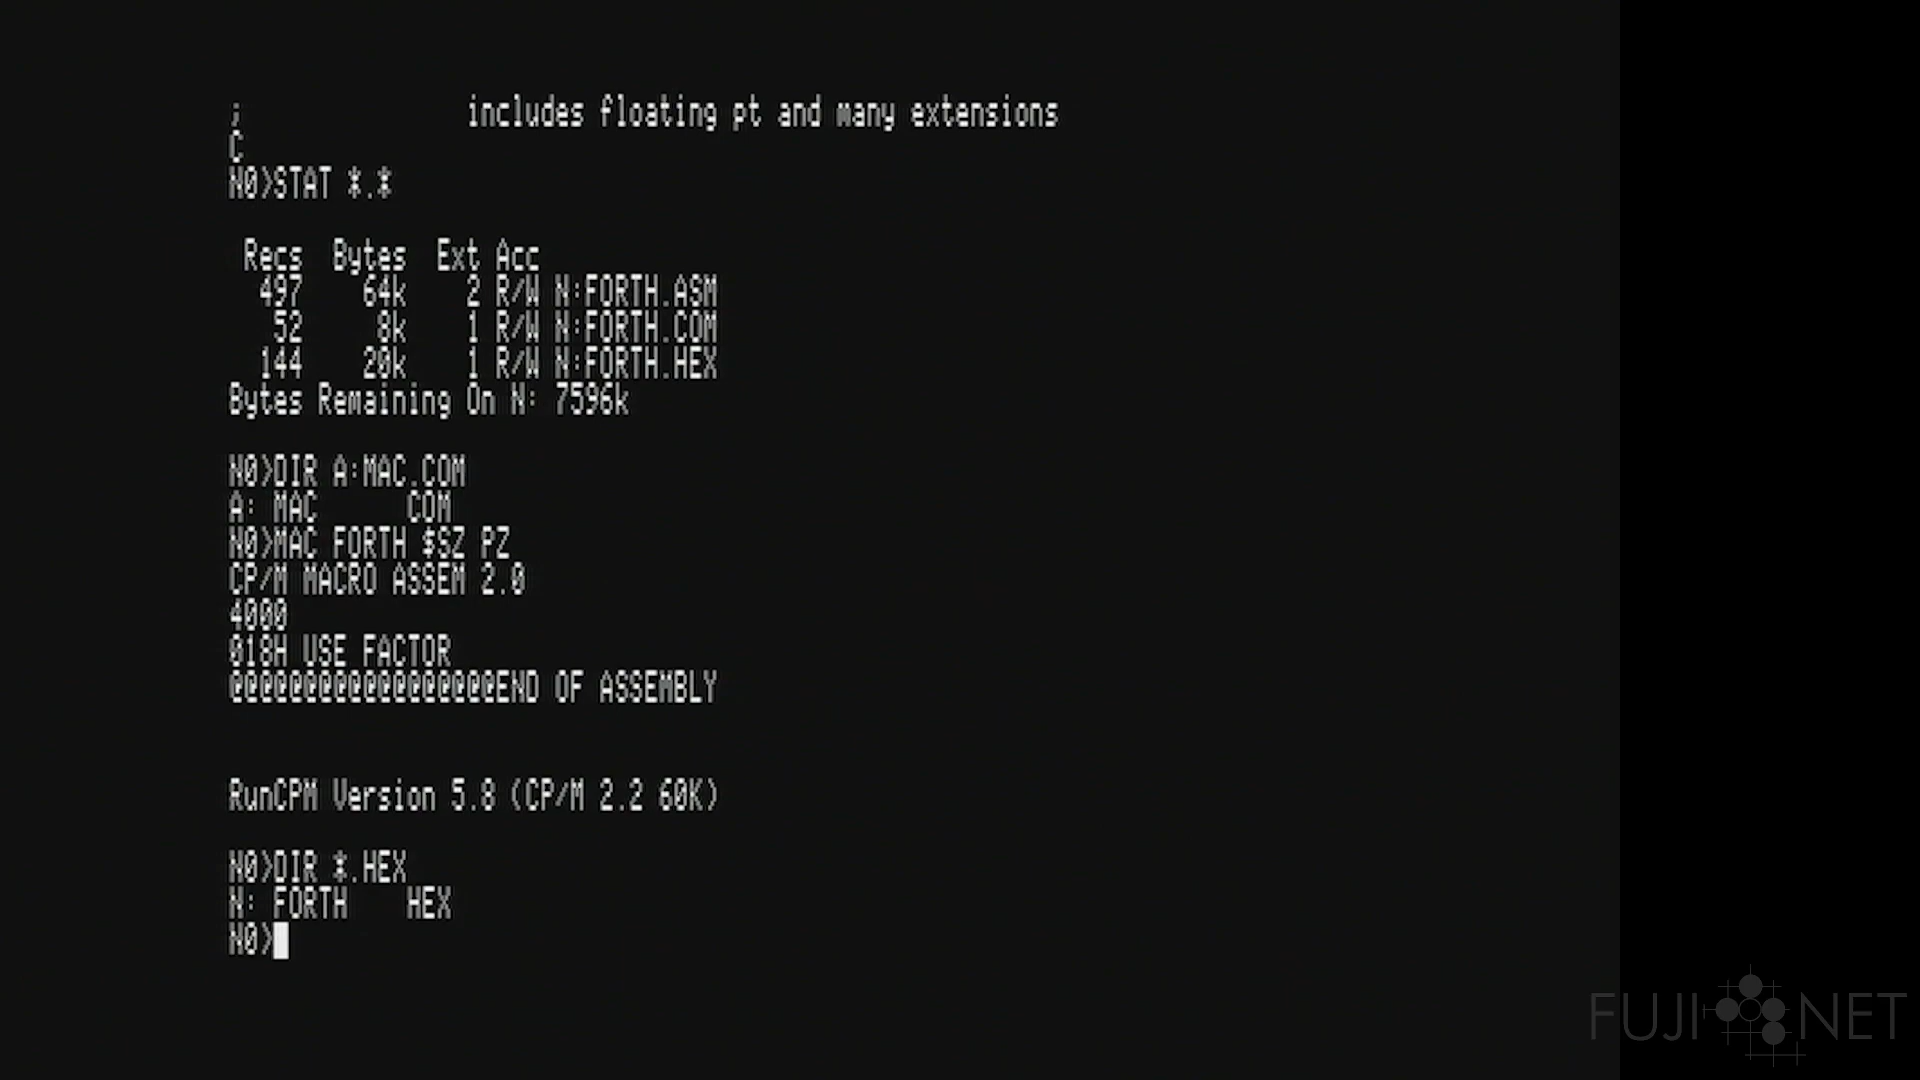 ; includes floating pt and many extensions
C
N0>STAT *.*
Recs Bytes Ext Acc
497 64k 2 R/W N:FORTH.ASM
52 8k 1 R/W N:FORTH.COM
144 20k 1 R/W N:FORTH.HEX
Bytes Remaining On N: 7596k
N0>DIR A:MAC.COM
A: MAC COM
N0>MAC FORTH $SZ PZ
CP/M MACRO ASSEM 2.0
4000
018H USE FACTOR
@@@@@@@@@@@@@@@@@@END OF ASSEMBLY
RunCPM Version 5.8 (CP/M 2.2 60K)
N0>DIR *.HEX
N: FORTH HEX
N0>
FUJINET